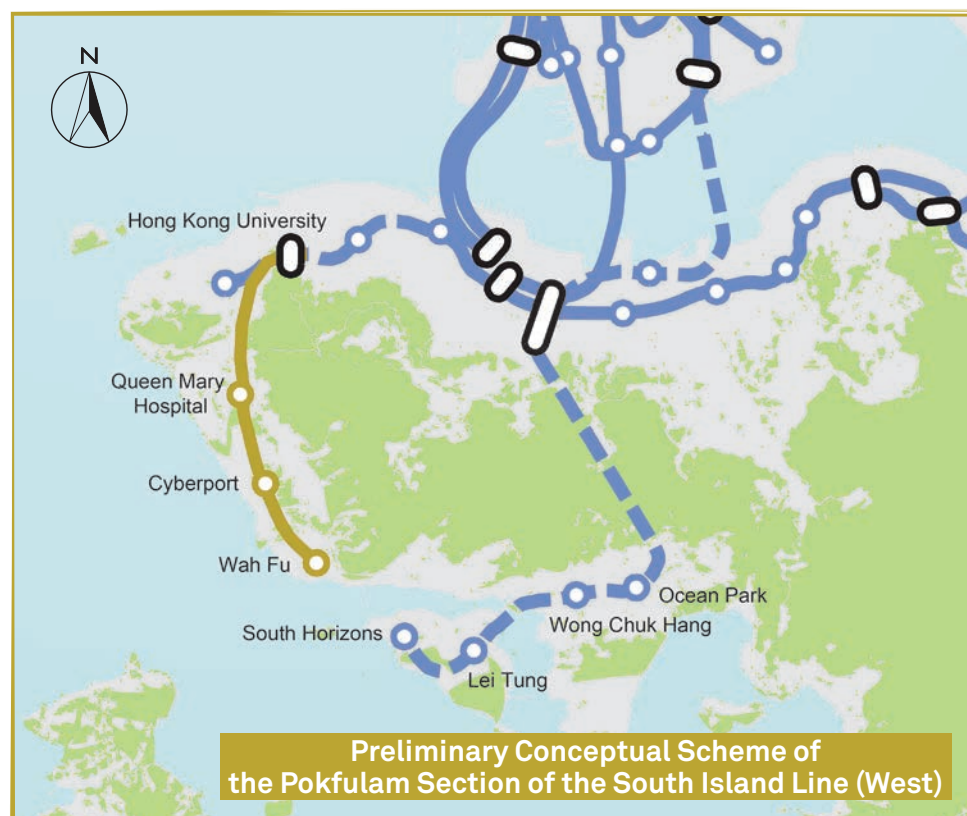 N
Hong Kong University
Queen Mary
Hospital
Cyberport
Wah Fu
Ocean Park
Wong Chuk Hang
South Horizons
Lei Tung
Preliminary Conceptual Scheme of
the Pokfulam Section of the South Island Line (West)